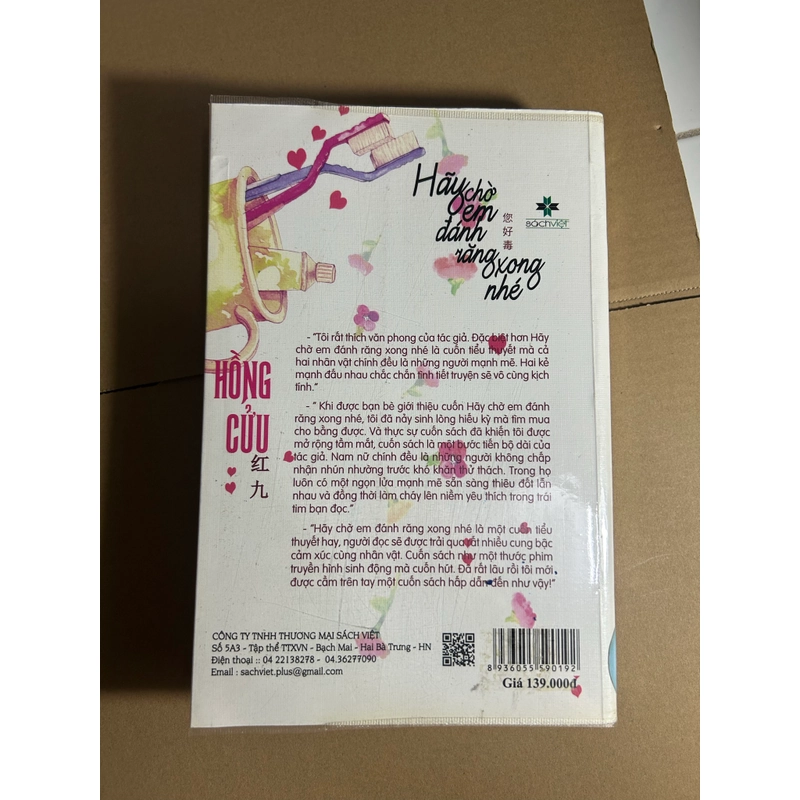 Hãy chờ
em
đánh
răng xong
nhé
您好毒
BÁCHVIỆT
- "Tôi rất thích văn phong của tác giả. Đặc biệt hơn Hãy
chờ em đánh răng xong nhé là cuốn tiểu thuyết mà cả
hai nhân vật chính đều là những người mạnh mẽ. Hai kẻ
mạnh đấu nhau chắc chắn tình tiết truyện sẽ vô cùng kịch
tính."
HỒNG
CỬU
红九
- " Khi được bạn bè giới thiệu cuốn Hãy chờ em đánh
răng xong nhé, tôi đã nảy sinh lòng hiếu kỳ mà tìm mua
cho bằng được. Và thực sự cuốn sách đã khiến tôi được
mở rộng tầm mắt, cuốn sách là một bước tiến bộ dài của
tác giả. Nam nữ chính đều là những người không chấp
nhận nhún nhường trước khó khăn thử thách. Trong họ
luôn có một ngọn lửa mạnh mẽ sẵn sàng thiêu đốt lẫn
nhau và đồng thời làm cháy lên niềm yêu thích trong trái
tim bạn đọc."
- "Hãy chờ em đánh răng xong nhé là một cuốn tiểu
thuyết hay, người đọc sẽ được trải qua rất nhiều cung bậc
cảm xúc cùng nhân vật. Cuốn sách như một thước phim
truyền hình sinh động mà cuốn hút. Đã rất lâu rồi tôi mới
được cầm trên tay một cuốn sách hấp dẫn đến như vậy!"
CÔNG TY TNHH THƯƠNG MẠI SÁCH VIỆT
Số 5A3 - Tập thể TTXVN - Bạch Mai - Hai Bà Trưng - HN
Điện thoại :: 04 22138278 - 04.36277090
Email : sachviet.plus@gmail.com
8 936055 590192
Giá 139.000đ